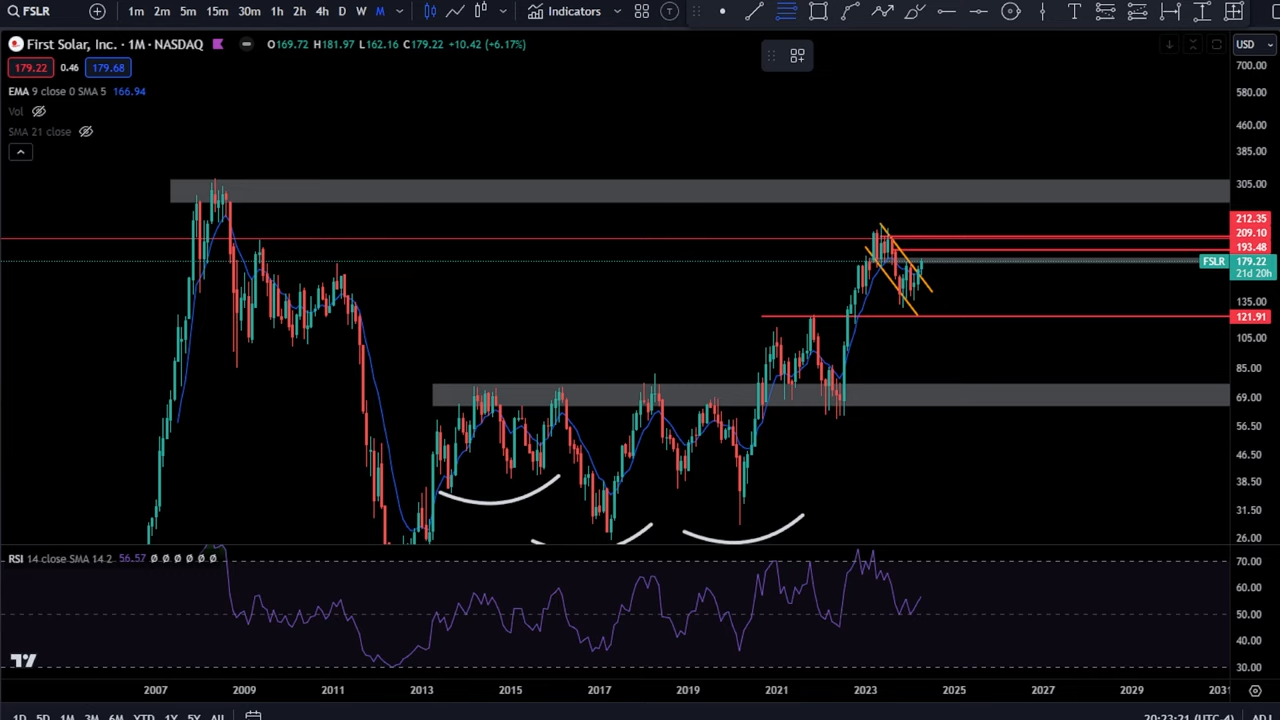 FSLR 1m 2m 5m 15m 30m 1h 2h 4h D W M Indicators T
First Solar, Inc. · 1M · NASDAQ O169.72 H181.97 L162.16 C179.22 +10.42 (+6.17%) USD
179.22 0.46 179.68
EMA 9 close 0 SMA 5 166.94
Vol
SMA 21 close
700.00
580.00
460.00
385.00
305.00
212.35
209.10
193.48
FSLR 179.22
21d 20h
135.00
121.91
105.00
85.00
69.00
56.50
46.50
38.50
31.50
26.00
RSI 14 close SMA 14 2 56.57 Ø Ø Ø Ø Ø Ø
70.00
60.00
50.00
40.00
30.00
2007 2009 2011 2013 2015 2017 2019 2021 2023 2025 2027 2029 2031
1D 5D 1M 3M 6M YTD 1Y 5Y All 20:23:21 (UTC-4) ADJ